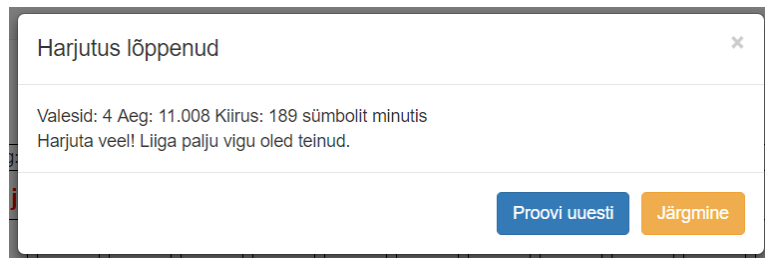 Harjutus lõppenud
×
Valesid: 4 Aeg: 11.008 Kiirus: 189 sümbolit minutis
Harjuta veel! Liiga palju vigu oled teinud.
Proovi uuesti Järgmine